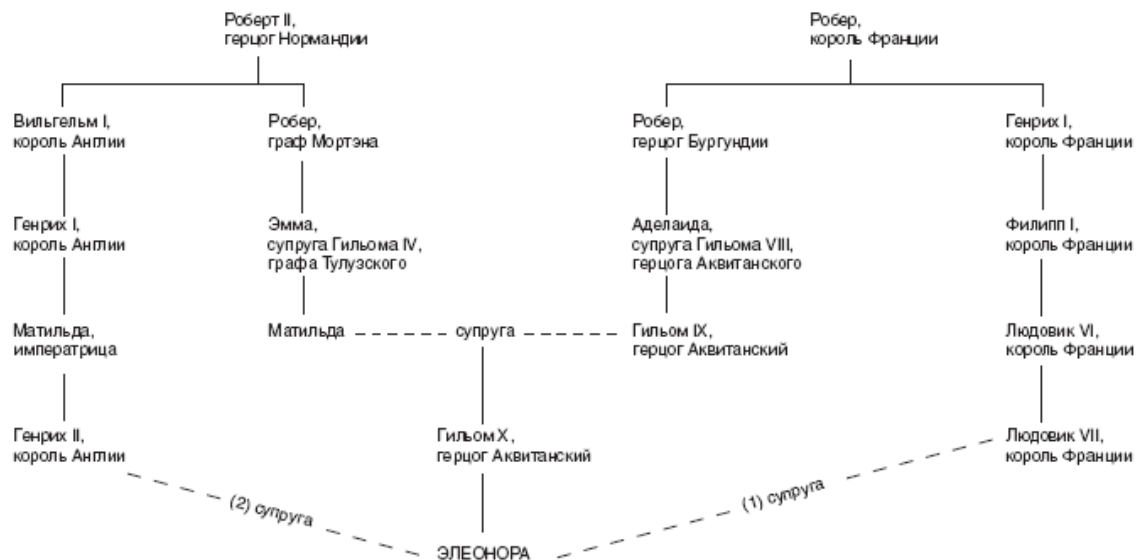 Роберт II,
герцог Нормандии
Робер,
король Франции
Вильгельм I,
король Англии
Робер,
граф Мортэна
Робер,
герцог Бургундии
Генрих I,
король Франции
Генрих I,
король Англии
Эмма,
супруга Гильома IV,
графа Тулузского
Аделаида,
супруга Гильома VIII,
герцога Аквитанского
Филипп I,
король Франции
Матильда,
императрица
Матильда
супруга
Гильом IX,
герцог Аквитанский
Людовик VI,
король Франции
Генрих II,
король Англии
Гильом X,
герцог Аквитанский
Людовик VII,
король Франции
(2) супруга
(1) супруга
ЭЛЕОНОРА